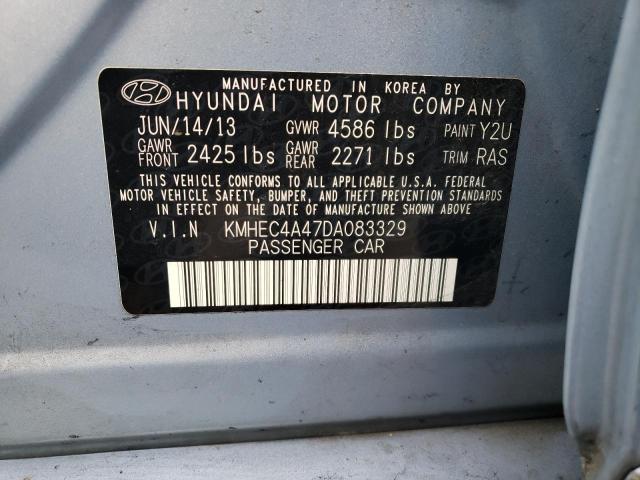 MANUFACTURED IN KOREA BY
HYUNDAI MOTOR COMPANY
JUN/14/13 GVWR 4586 lbs PAINT Y2U
GAWR FRONT 2425 lbs GAWR REAR 2271 lbs TRIM RAS
THIS VEHICLE CONFORMS TO ALL APPLICABLE U.S.A. FEDERAL
MOTOR VEHICLE SAFETY, BUMPER, AND THEFT PREVENTION STANDARDS
IN EFFECT ON THE DATE OF MANUFACTURE SHOWN ABOVE
V.I.N KMHEC4A47DA083329
PASSENGER CAR